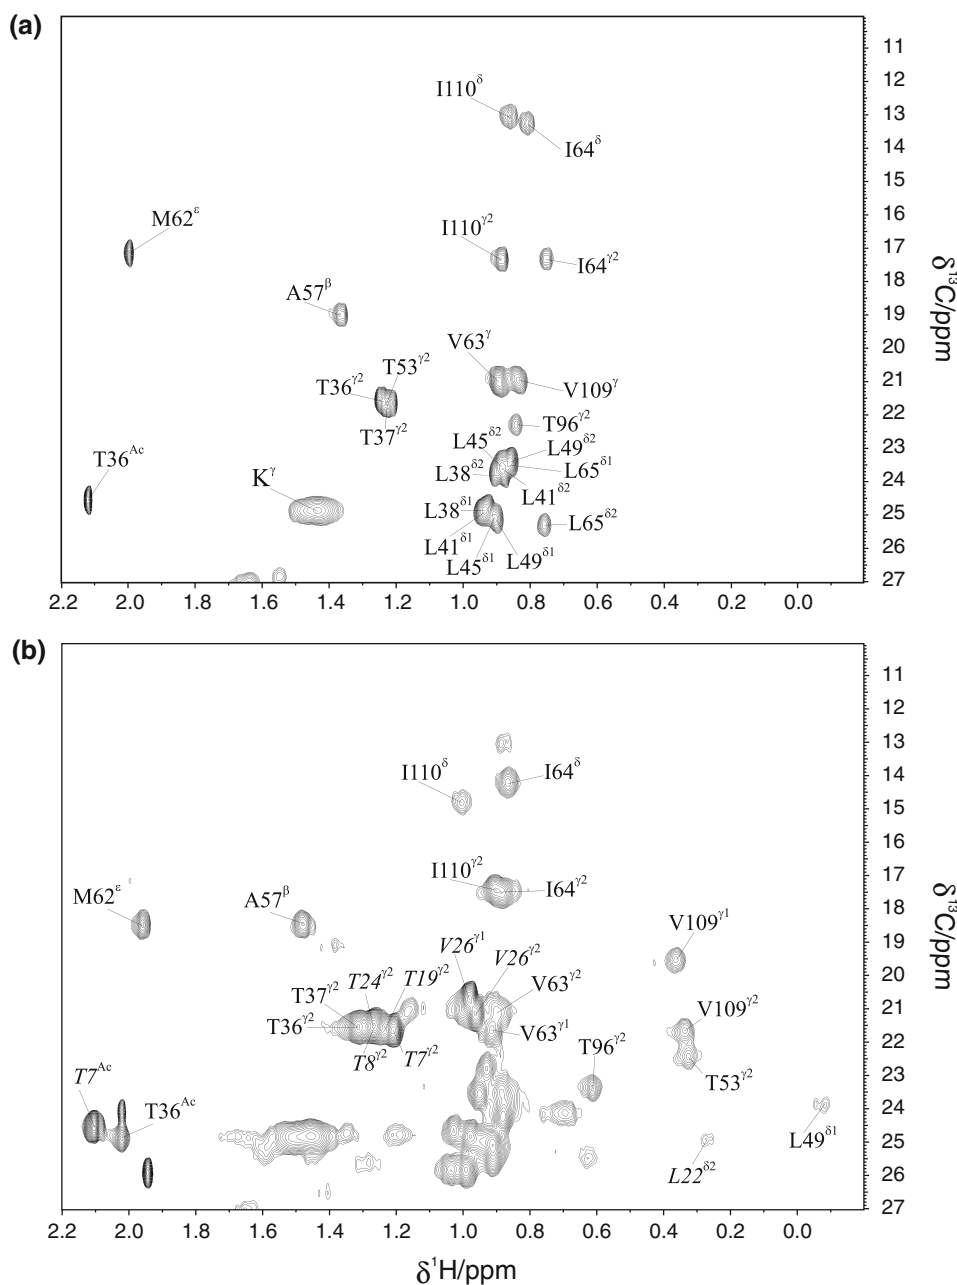 (a)
11
12
I110δ
13
14
I64δ
15
16
M62ε
I110γ2
17
I64γ2
18
A57β
19
20
V63γ
T53γ2
21
T36γ2
V109γ
22
T96γ2
T37γ2
L45δ2
L49δ2
23
T36Ac
L65δ1
Kγ
L38δ2
L41δ2
24
L38δ1
25
L65δ2
L41δ1
L45δ1
L49δ1
26
27
2.2 2.0 1.6 1.4 1.2 1.0 0.8 0.6 0.4 0.2 0.0
δ13C/ppm
(b)
11
12
13
I110δ
I64δ
14
15
16
I110γ2
17
M62ε
A57β
I64γ2
18
V109γ1
19
V26γ1
V26γ2
T24γ2
T19γ2
20
T37γ2
V63γ2
21
T36γ2
V109γ2
V63γ1
22
T8γ2
T7γ2
T96γ2
T53γ2
23
T7Ac
T36Ac
24
L49δ1
25
L22δ2
26
27
2.2 2.0 1.6 1.4 1.2 1.0 0.8 0.6 0.4 0.2 0.0
δ13C/ppm
δ1H/ppm